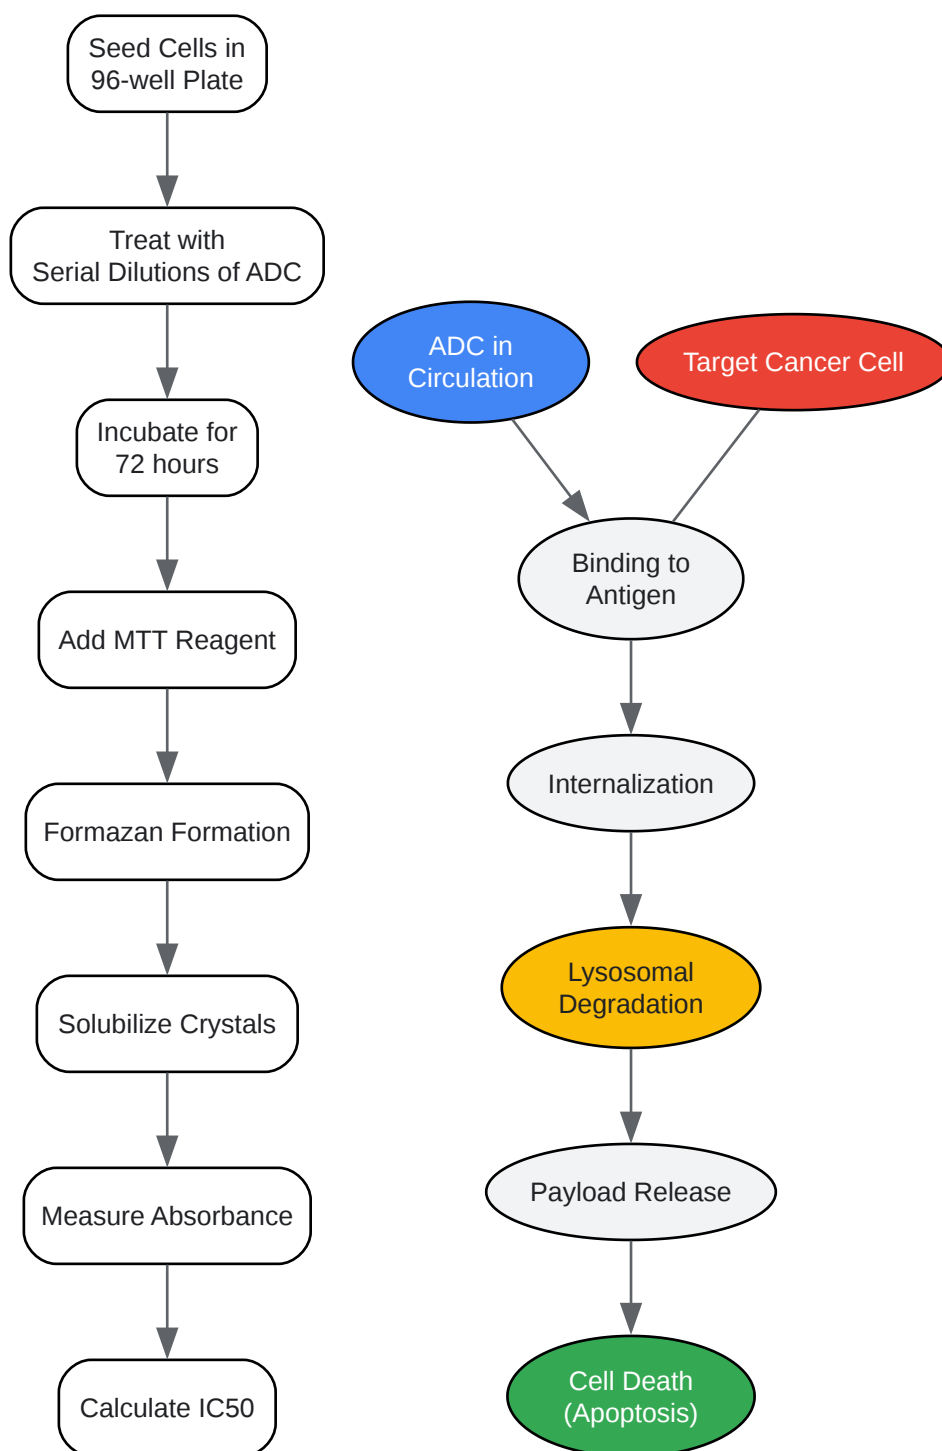 Seed Cells in
96-well Plate
Treat with
Serial Dilutions of ADC
Incubate for
72 hours
Add MTT Reagent
Formazan Formation
Solubilize Crystals
Measure Absorbance
Calculate IC50
ADC in
Circulation
Target Cancer Cell
Binding to
Antigen
Internalization
Lysosomal
Degradation
Payload Release
Cell Death
(Apoptosis)